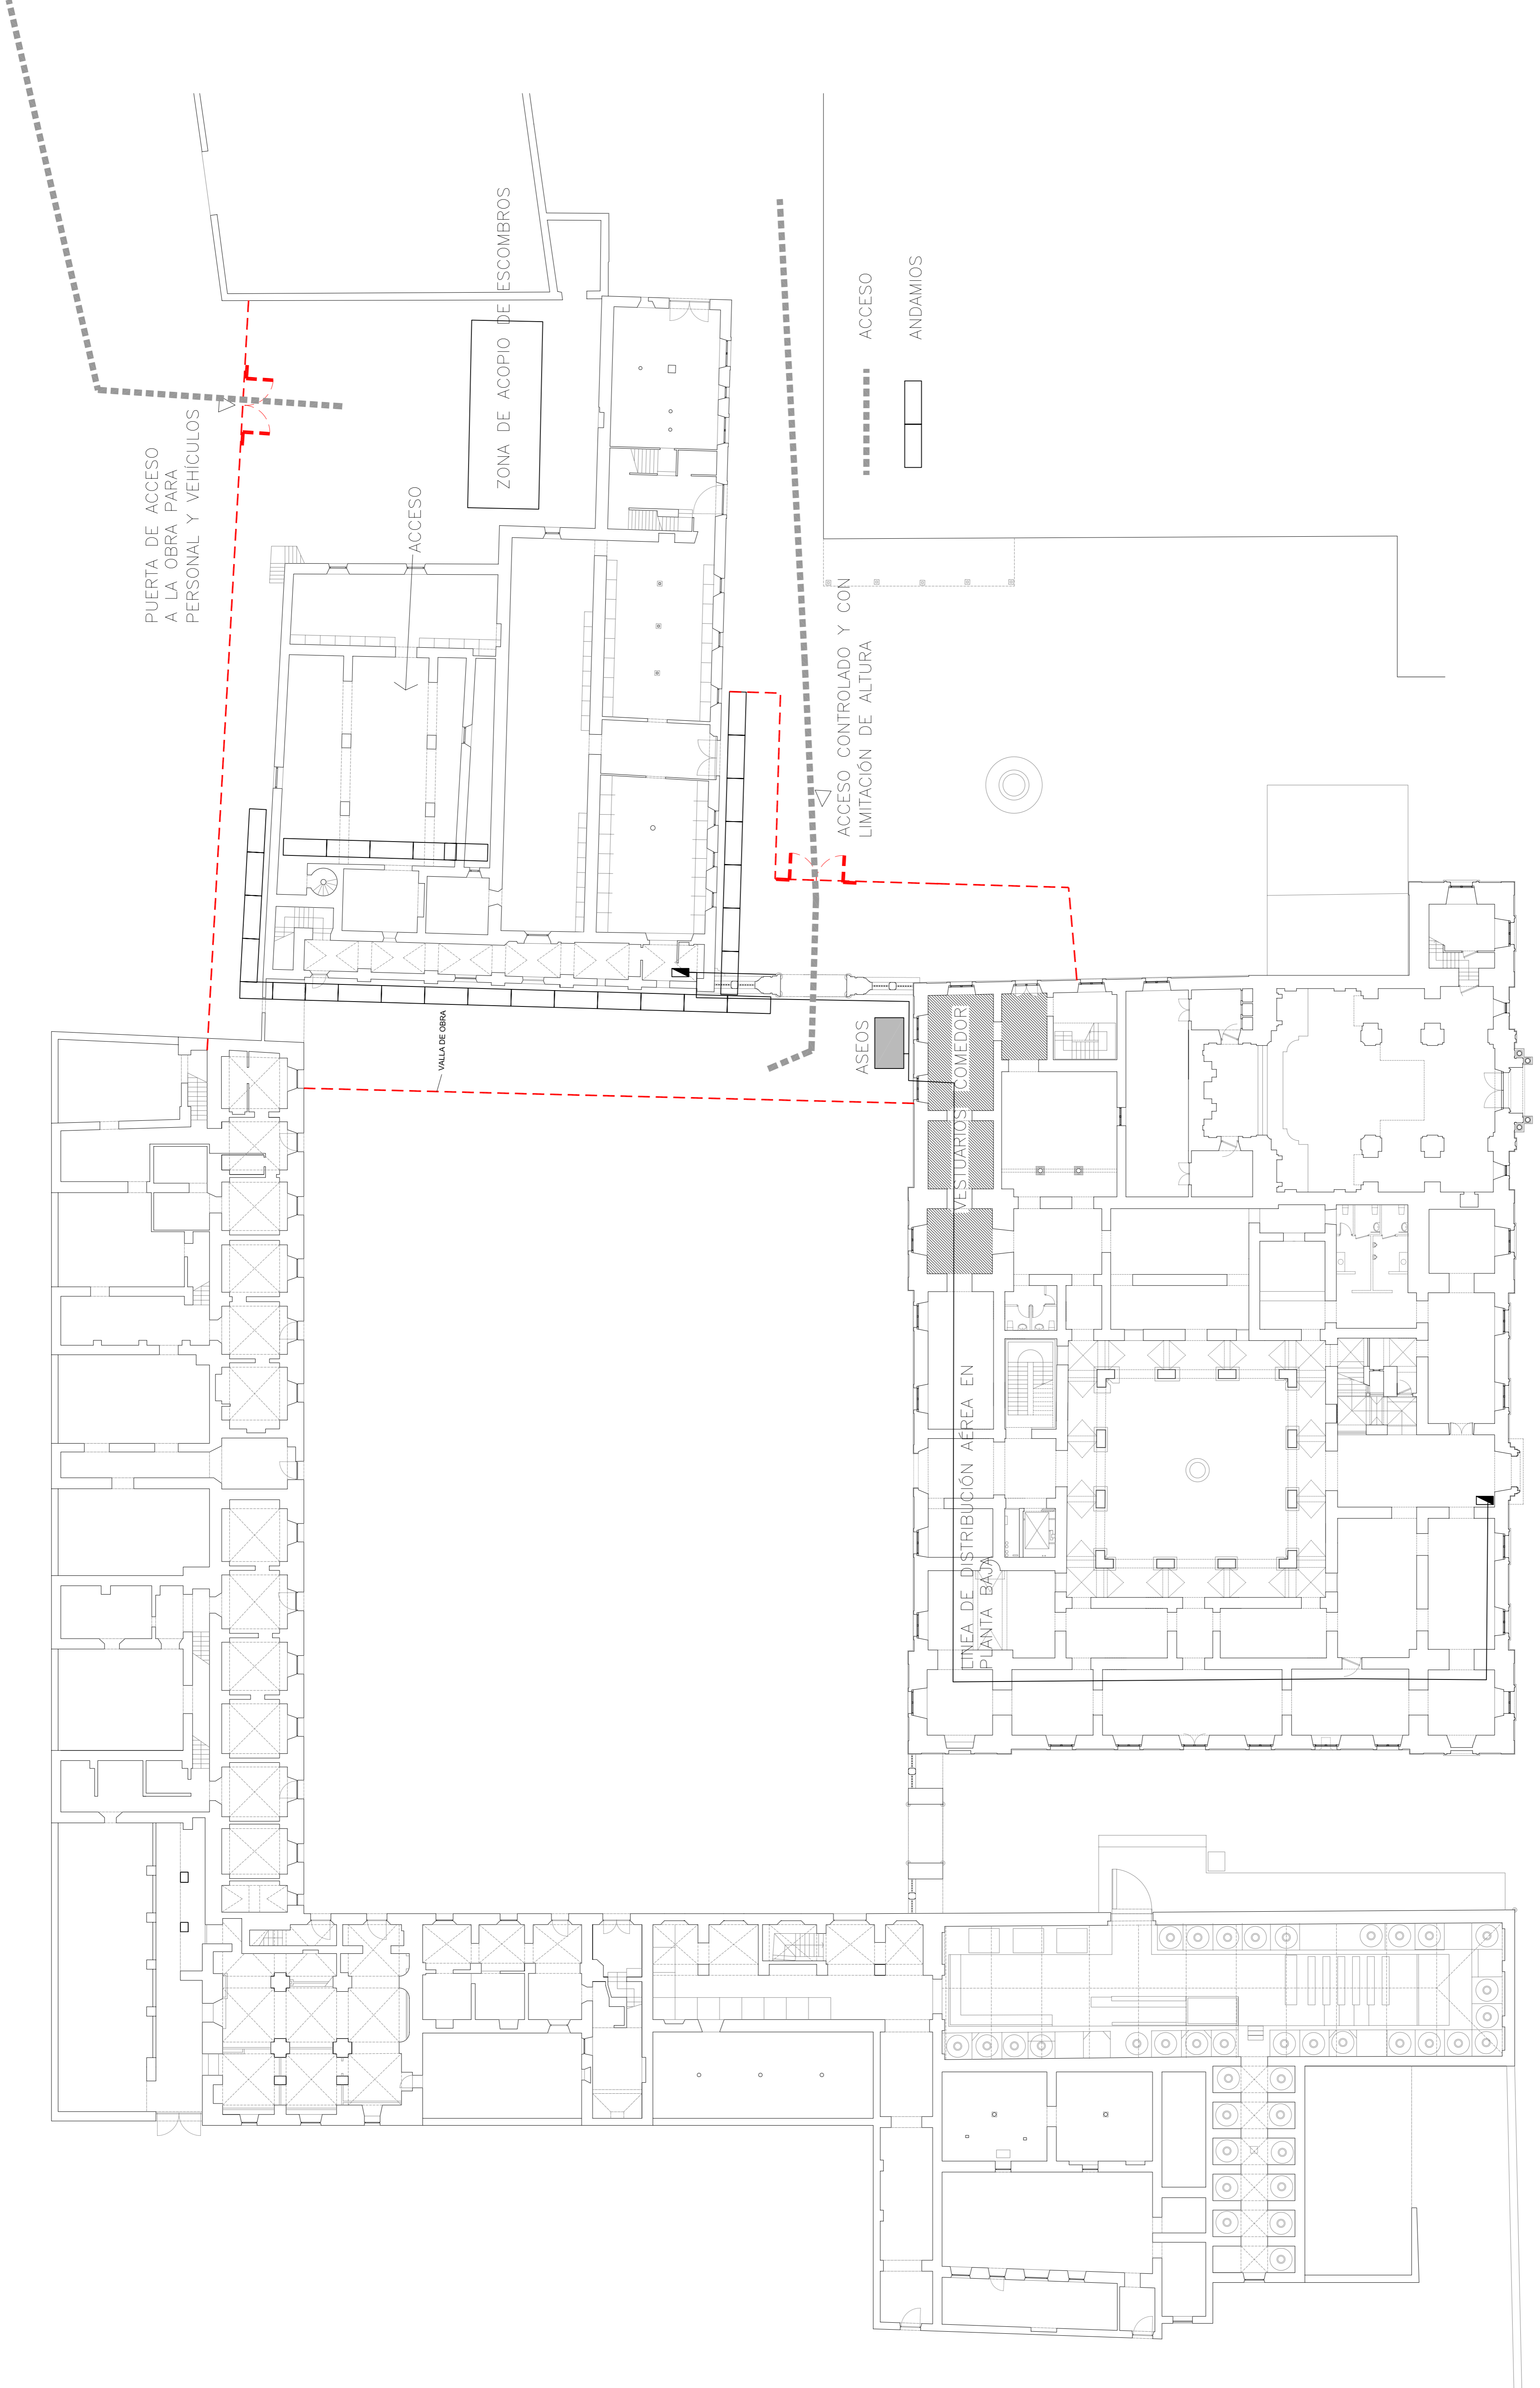 PUERTA DE ACCESO
A LA OBRA PARA
PERSONAL Y VEHÍCULOS
ACCESO
ZONA DE ACOPIO DE ESCOMBROS
ACCESO CONTROLADO Y CON
LIMITACIÓN DE ALTURA
ACCESO
ANDAMIOS
VALLA DE OBRA
ASEOS
VESTUARIOS
COMEDOR
LINEA DE DISTRIBUCIÓN AÉREA EN
PLANTA BAJA